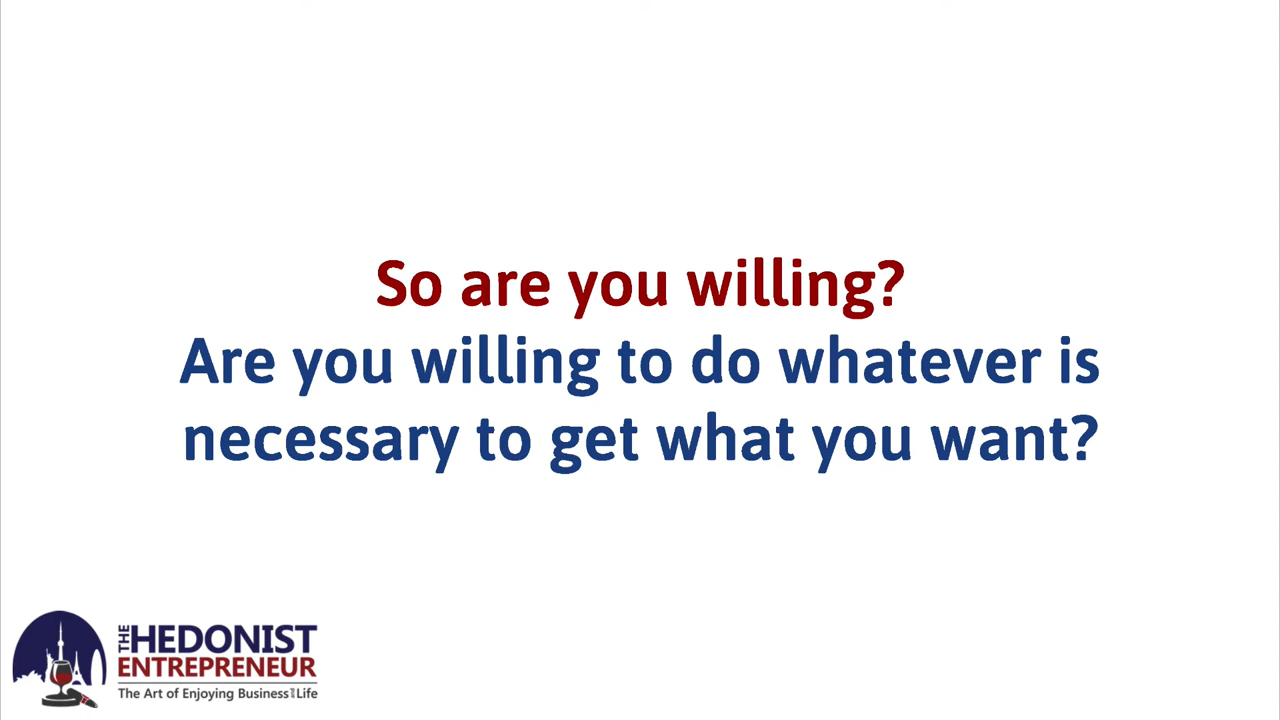 So are you willing?
Are you willing to do whatever is
necessary to get what you want?
THE HEDONIST
ENTREPRENEUR
The Art of Enjoying Business and Life